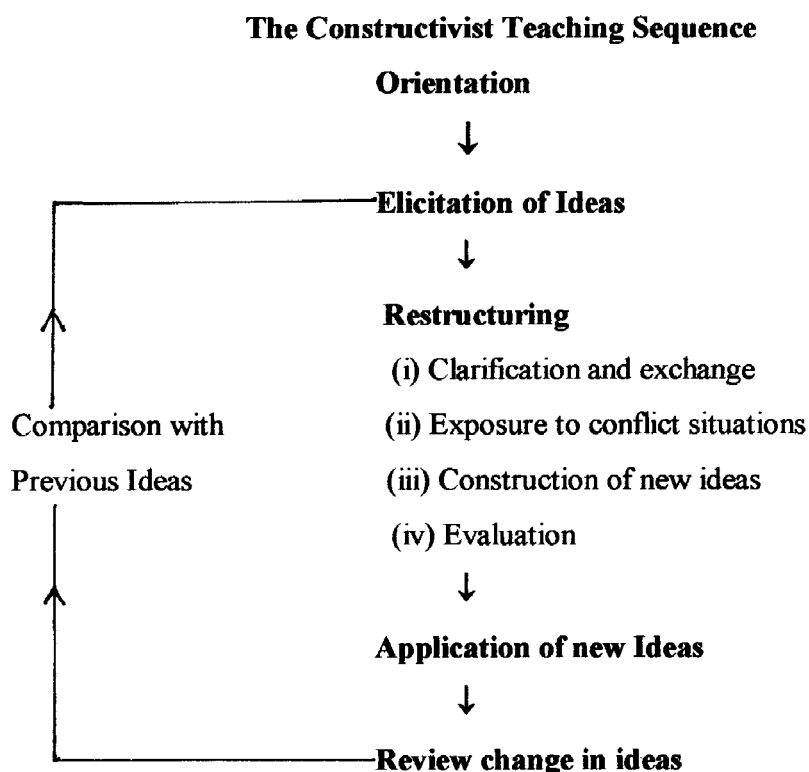 The Constructivist Teaching Sequence
Orientation
Elicitation of Ideas
Restructuring
(i) Clarification and exchange
(ii) Exposure to conflict situations
(iii) Construction of new ideas
(iv) Evaluation
Comparison with
Previous Ideas
Application of new Ideas
Review change in ideas